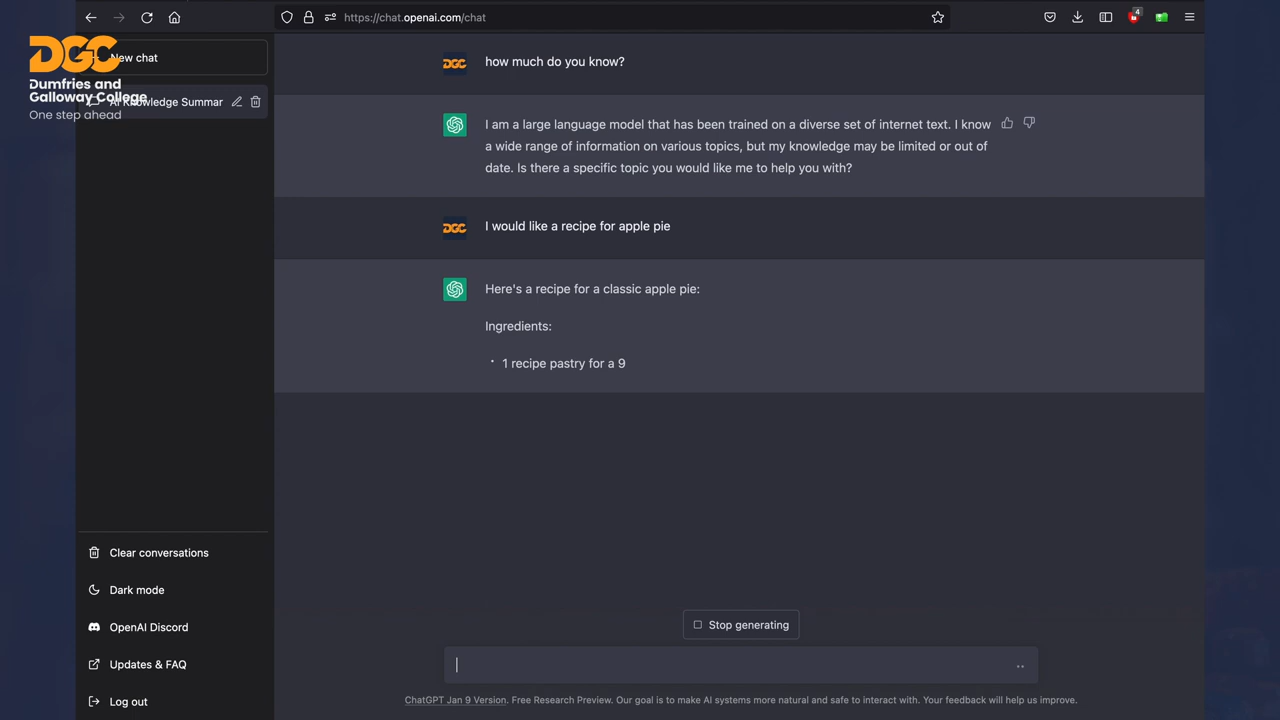 https://chat.openai.com/chat
4
DGC
Dumfries and
Galloway College
One step ahead
New chat
AI Knowledge Summar
DGC
how much do you know?
I am a large language model that has been trained on a diverse set of internet text. I know
a wide range of information on various topics, but my knowledge may be limited or out of
date. Is there a specific topic you would like me to help you with?
DGC
I would like a recipe for apple pie
Here's a recipe for a classic apple pie:
Ingredients:
• 1 recipe pastry for a 9
Clear conversations
Dark mode
OpenAI Discord
Updates & FAQ
Log out
Stop generating
ChatGPT Jan 9 Version. Free Research Preview. Our goal is to make AI systems more natural and safe to interact with. Your feedback will help us improve.